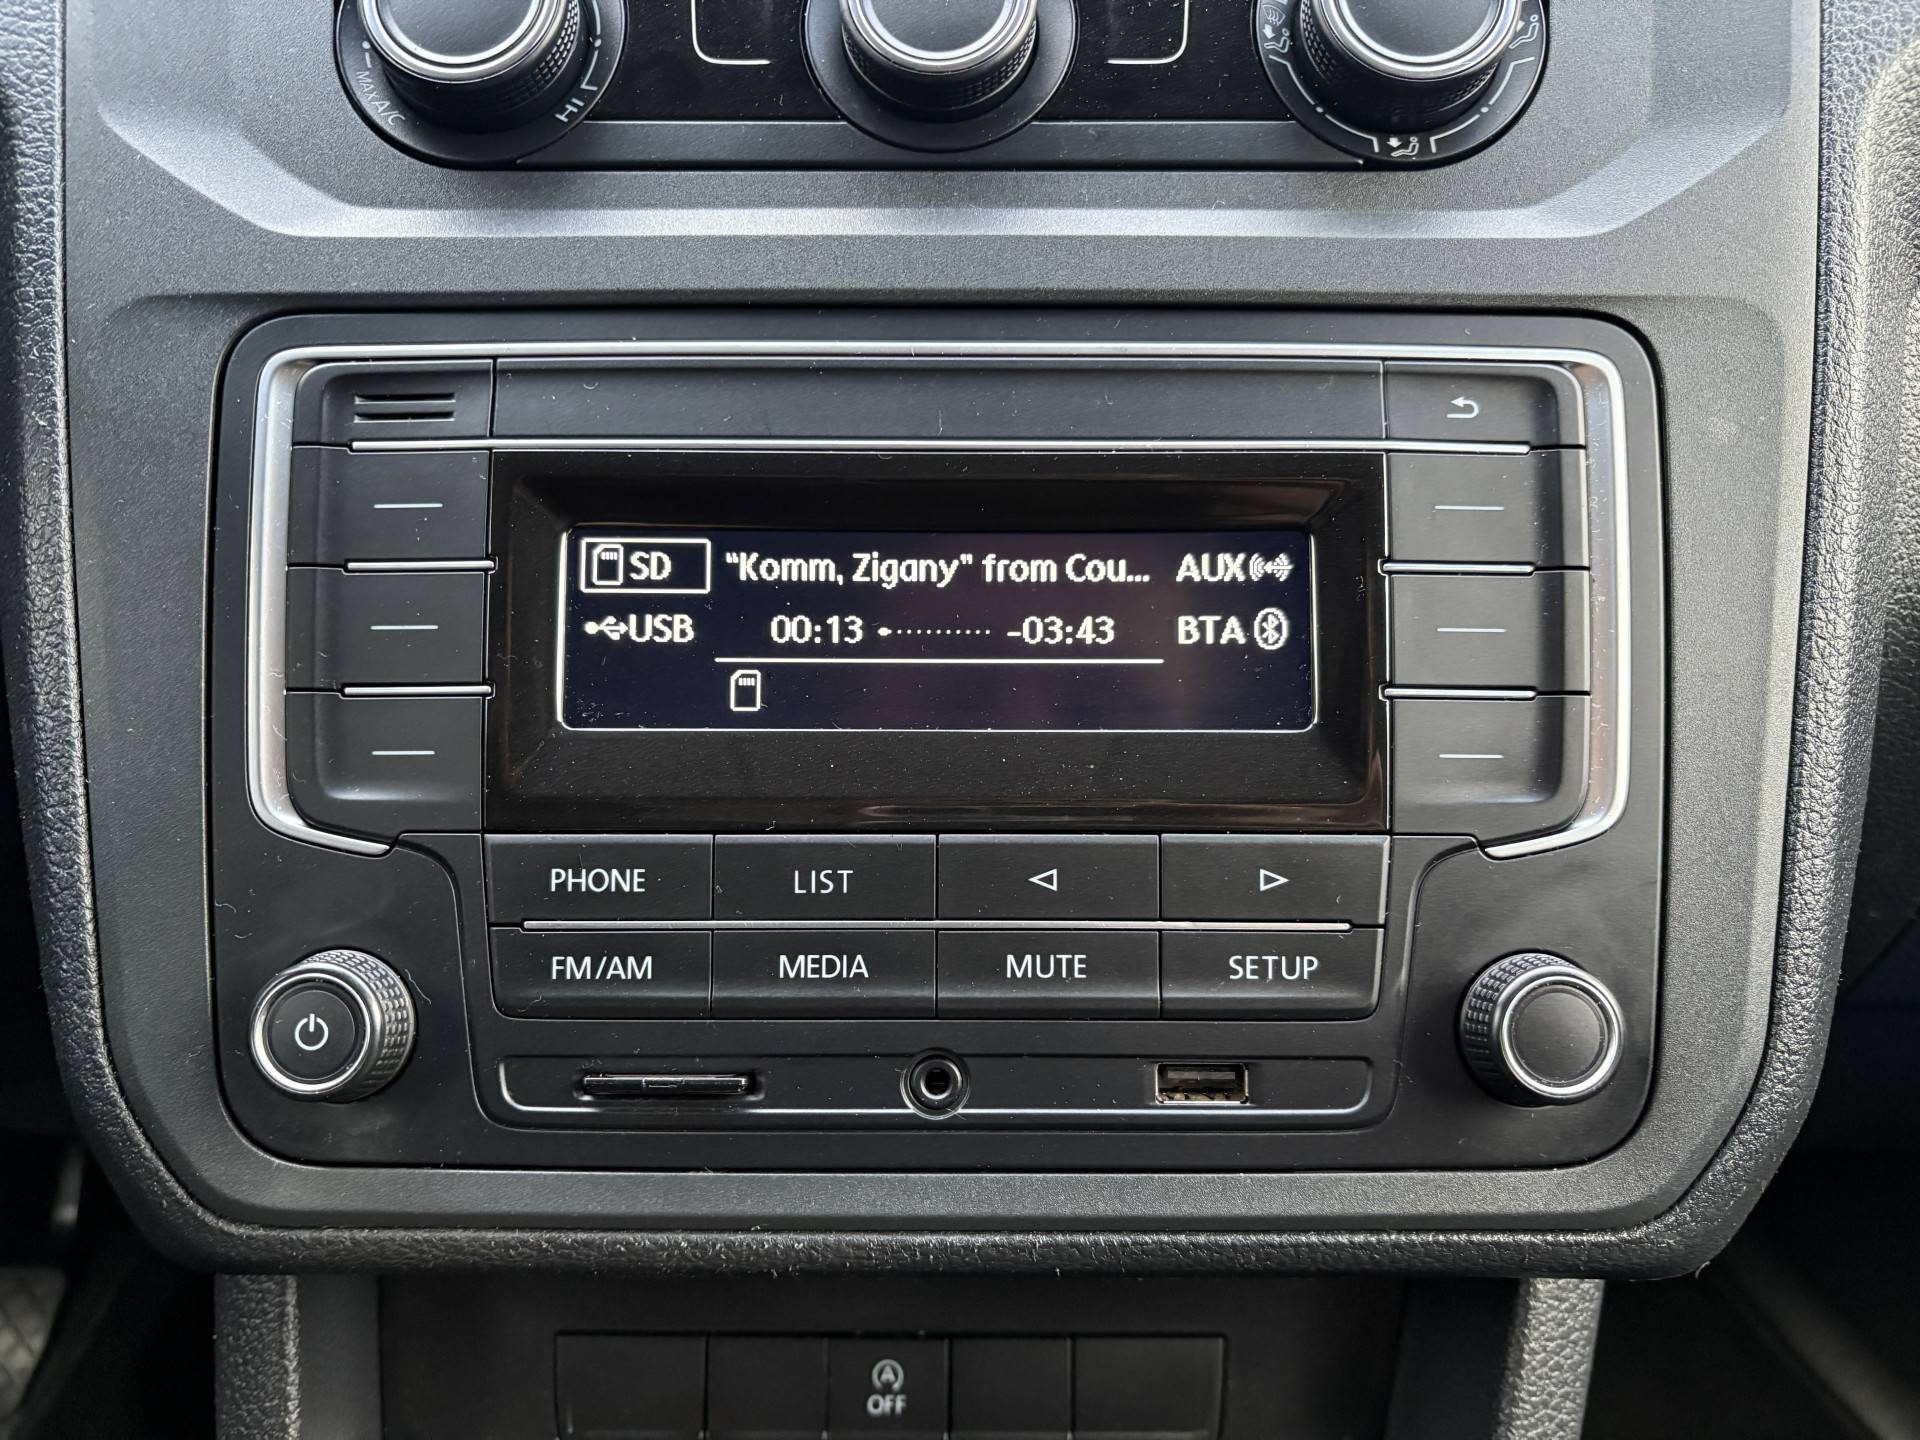 MAX A/C
HI
SD "Komm, Zigany" from Cou... AUX
USB 00:13 -03:43 BTA
PHONE LIST
FM/AM MEDIA MUTE SETUP
A
OFF